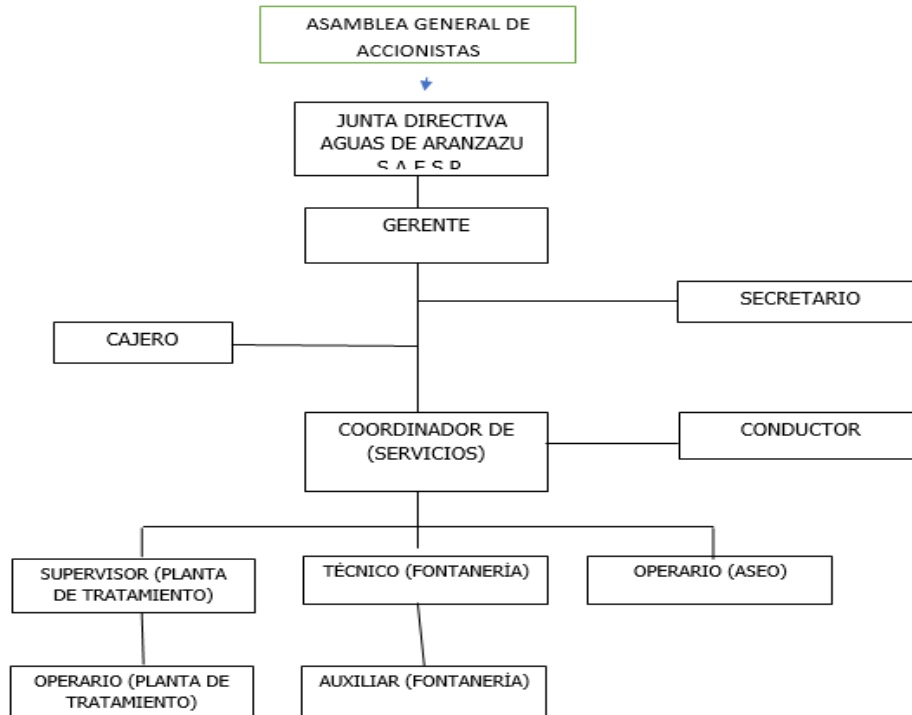 ASAMBLEA GENERAL DE
ACCIONISTAS
JUNTA DIRECTIVA
AGUAS DE ARANZAZU
S.A E.S.P
GERENTE
SECRETARIO
CAJERO
COORDINADOR DE
(SERVICIOS)
CONDUCTOR
SUPERVISOR (PLANTA
DE TRATAMIENTO)
TÉCNICO (FONTANERÍA)
OPERARIO (ASEO)
OPERARIO (PLANTA DE
TRATAMIENTO)
AUXILIAR (FONTANERÍA)